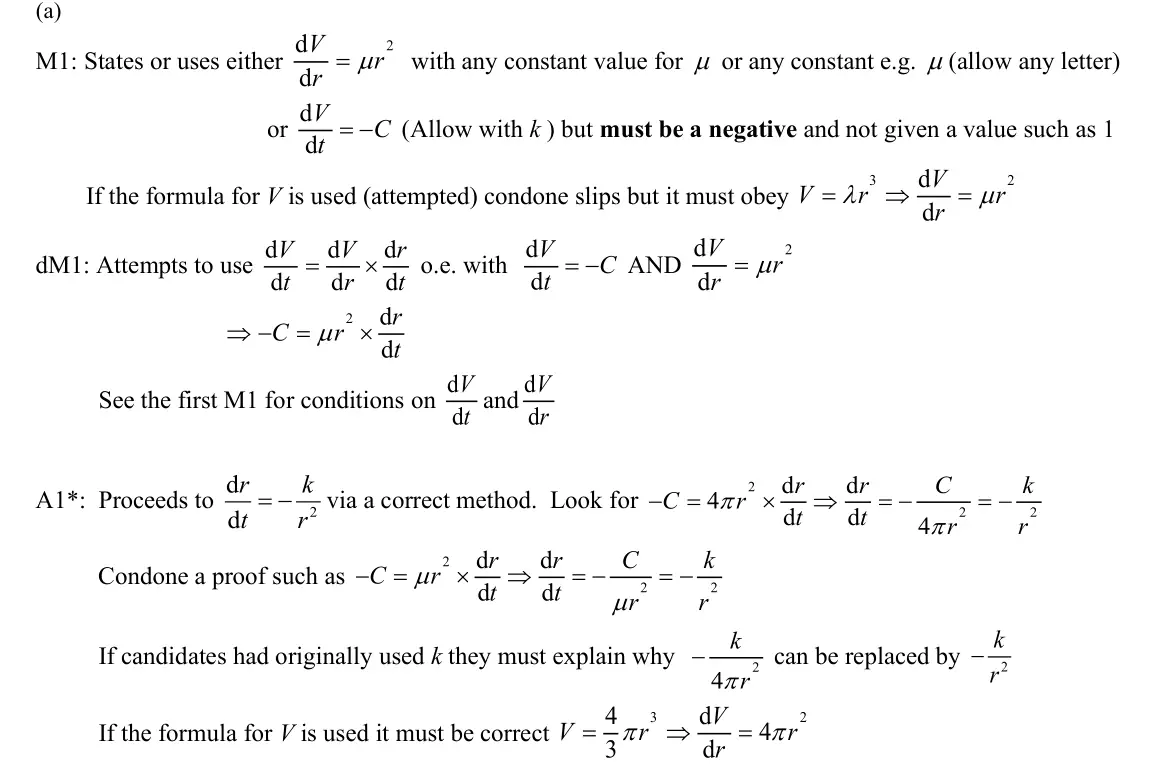 (a)
M1: States or uses either dV/dr = μr² with any constant value for μ or any constant e.g. μ (allow any letter)
or dV/dt = −C (Allow with k ) but must be a negative and not given a value such as 1
If the formula for V is used (attempted) condone slips but it must obey V = λr³ ⇒ dV/dr = μr²
dM1: Attempts to use dV/dt = dV/dr × dr/dt o.e. with dV/dt = −C AND dV/dr = μr²
⇒ −C = μr² × dr/dt
See the first M1 for conditions on dV/dt and dV/dr
A1*: Proceeds to dr/dt = − k/r² via a correct method. Look for −C = 4πr² × dr/dt ⇒ dr/dt = − C/4πr² = − k/r²
Condone a proof such as −C = μr² × dr/dt ⇒ dr/dt = − C/μr² = − k/r²
If candidates had originally used k they must explain why − k/4πr² can be replaced by − k/r²
If the formula for V is used it must be correct V = 4/3 πr³ ⇒ dV/dr = 4πr²